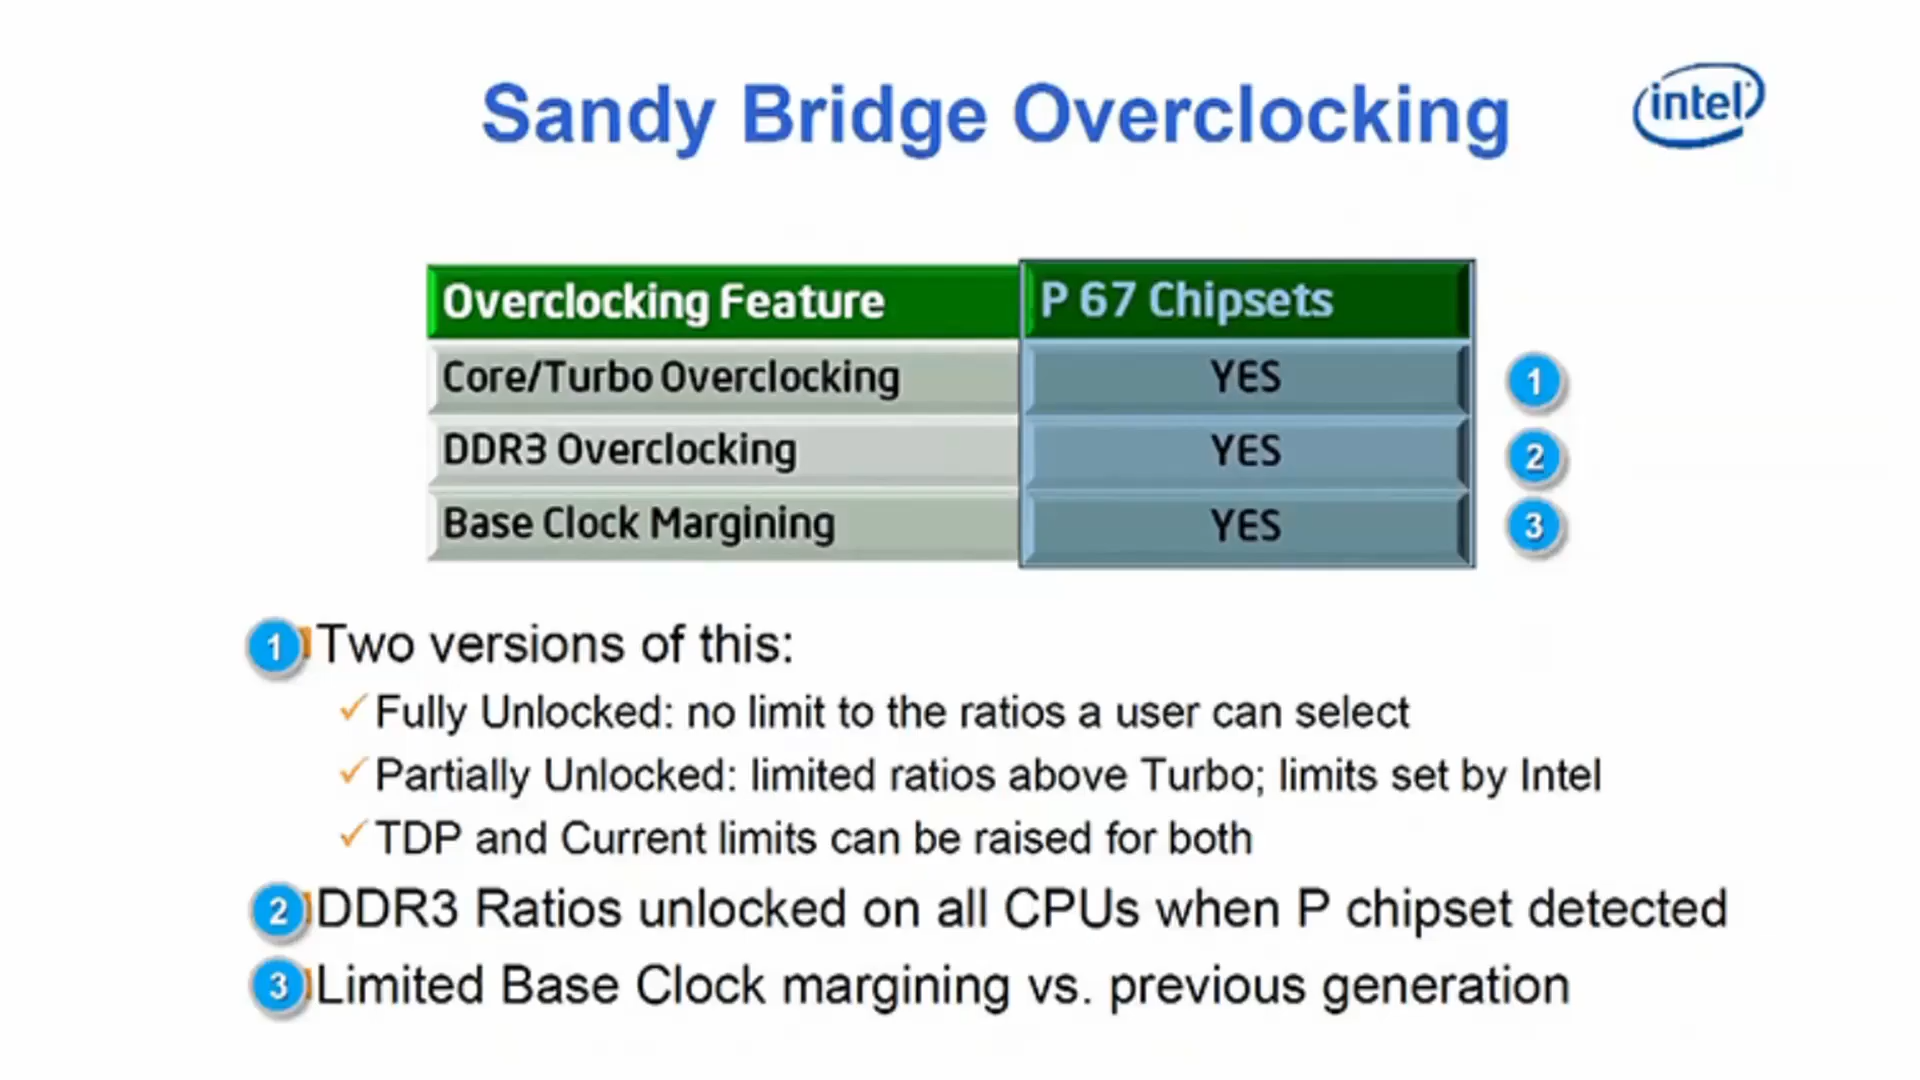 Sandy Bridge Overclocking
intel
Overclocking Feature P 67 Chipsets
Core/Turbo Overclocking YES 1
DDR3 Overclocking YES 2
Base Clock Margining YES 3
1 Two versions of this:
✓ Fully Unlocked: no limit to the ratios a user can select
✓ Partially Unlocked: limited ratios above Turbo; limits set by Intel
✓ TDP and Current limits can be raised for both
2 DDR3 Ratios unlocked on all CPUs when P chipset detected
3 Limited Base Clock margining vs. previous generation